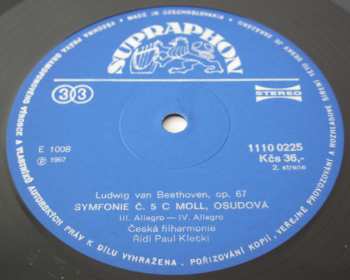 MADE IN CZECHOSLOVAKIA
SUPRAPHON
33
STEREO
E 1008
℗ 1967
1110 0225
Kčs 36,-
2. strana
Ludwig van Beethoven, op. 67
SYMFONIE Č. 5 C MOLL, OSUDOVÁ
III. Allegro — IV. Allegro
Česká filharmonie
Řídí Paul Klecki
PRÁV K DÍLU VYHRAZENA. POŘIZOVÁNÍ KOPIÍ, VEŘEJNÉ PROVOZOVÁNÍ A ROZHLASOVÉ